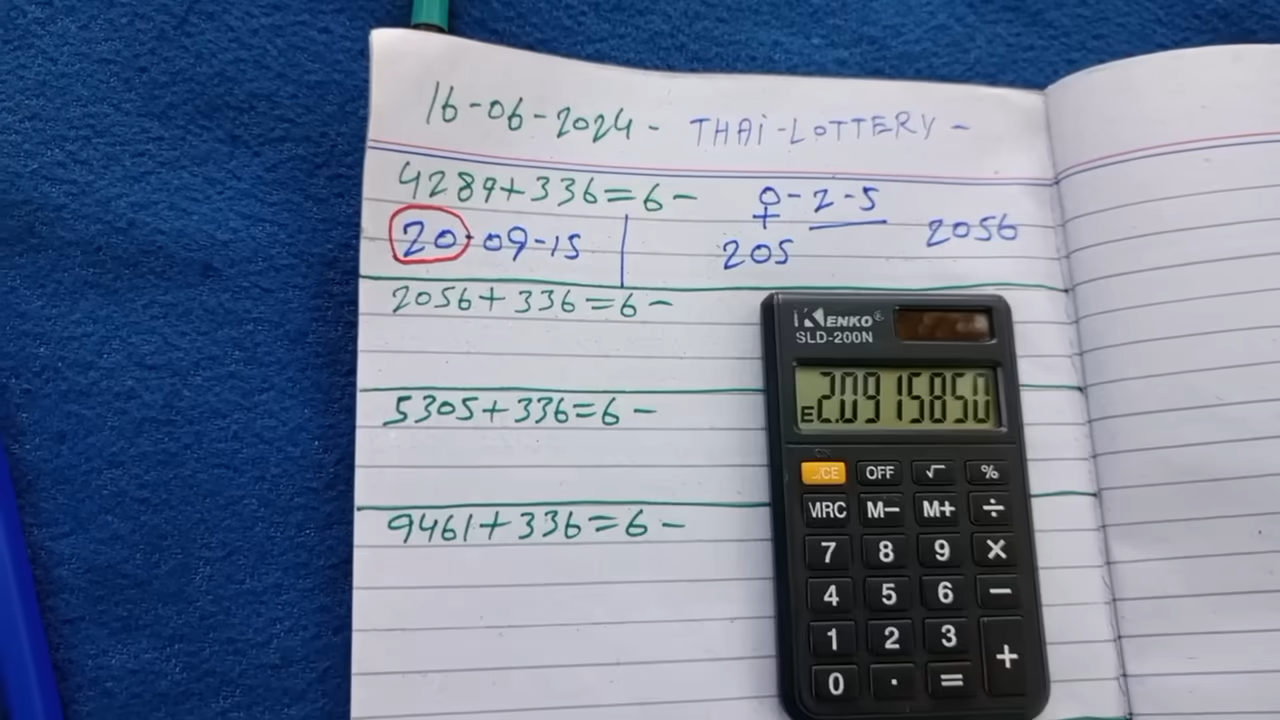 16-06-2024- THAi-LOTTERY-
4289+336=6-
0-2-5
20-09-15
205
2056
2056+336=6-
5305+336=6-
9461+336=6-
KENKO®
SLD-200N
E2.0915850
ON
C/CE OFF √ %
MRC M− M+ ÷
7 8 9 ×
4 5 6 −
1 2 3 +
0 . =